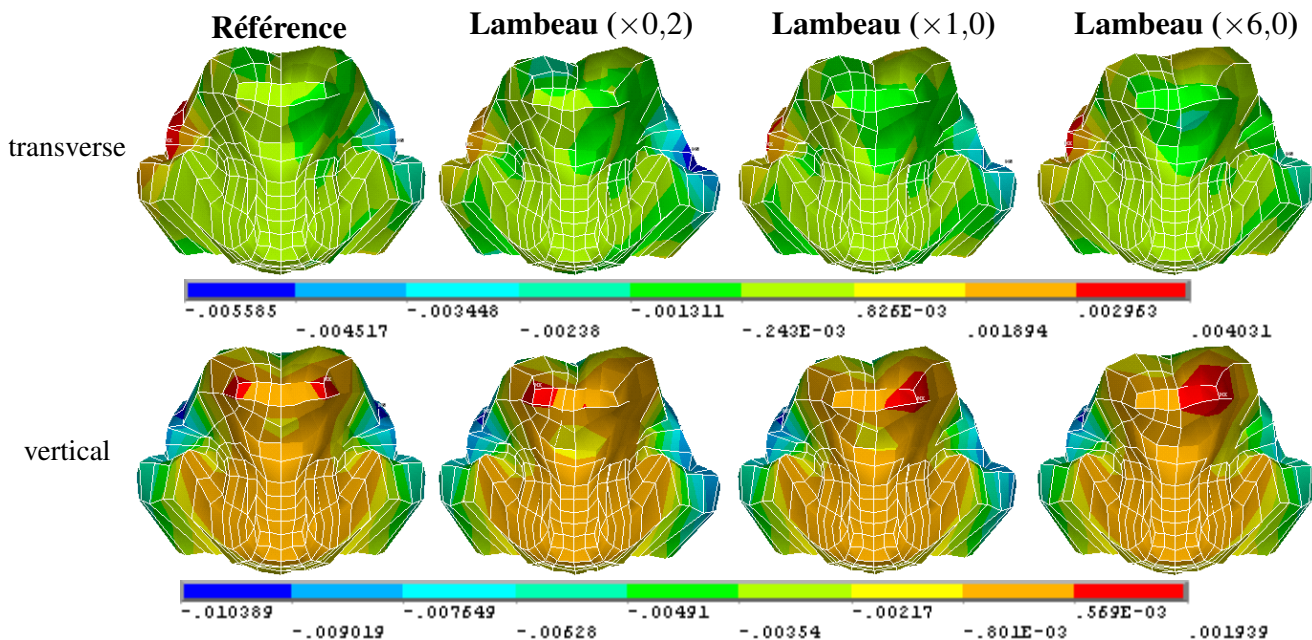 Référence Lambeau (×0,2) Lambeau (×1,0) Lambeau (×6,0)
transverse
-.005585 -.003448 -.001311 .826E-03 .002963
-.004517 -.00238 -.243E-03 .001894 .004031
vertical
-.010389 -.007649 -.00491 -.00217 .569E-03
-.009019 -.00628 -.00354 -.801E-03 .001939